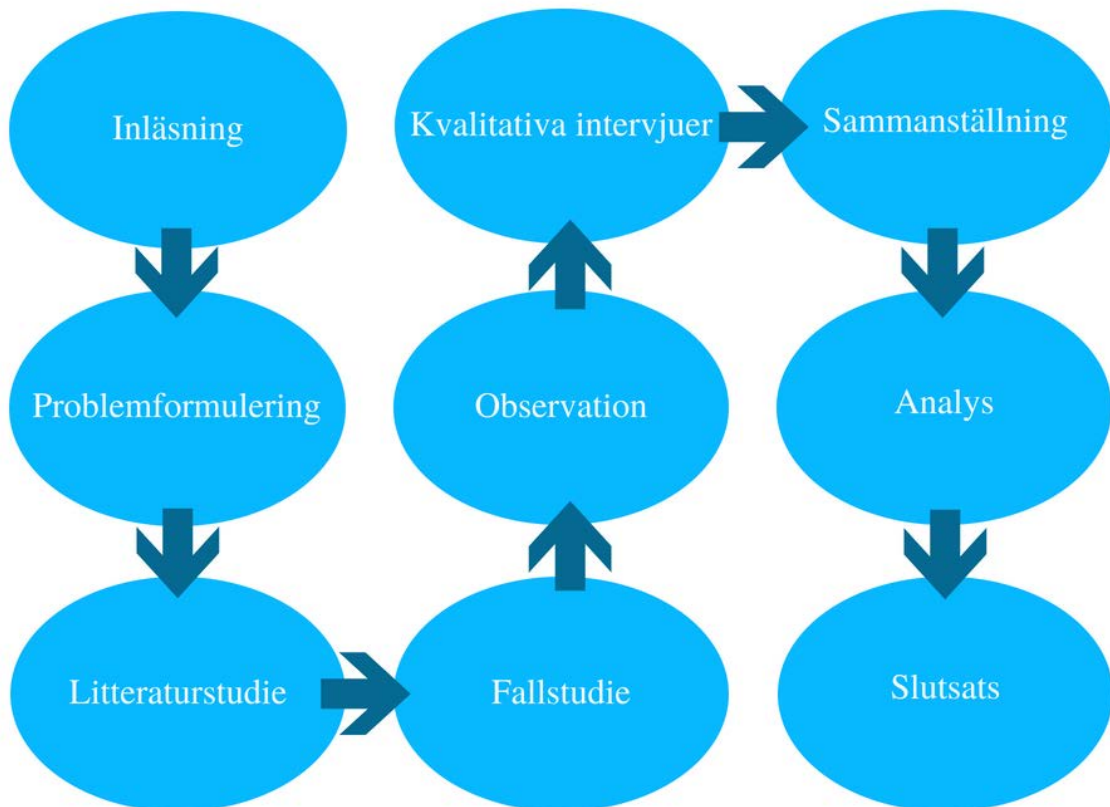 Inläsning
Problemformulering
Litteraturstudie
Fallstudie
Observation
Kvalitativa intervjuer
Sammanställning
Analys
Slutsats